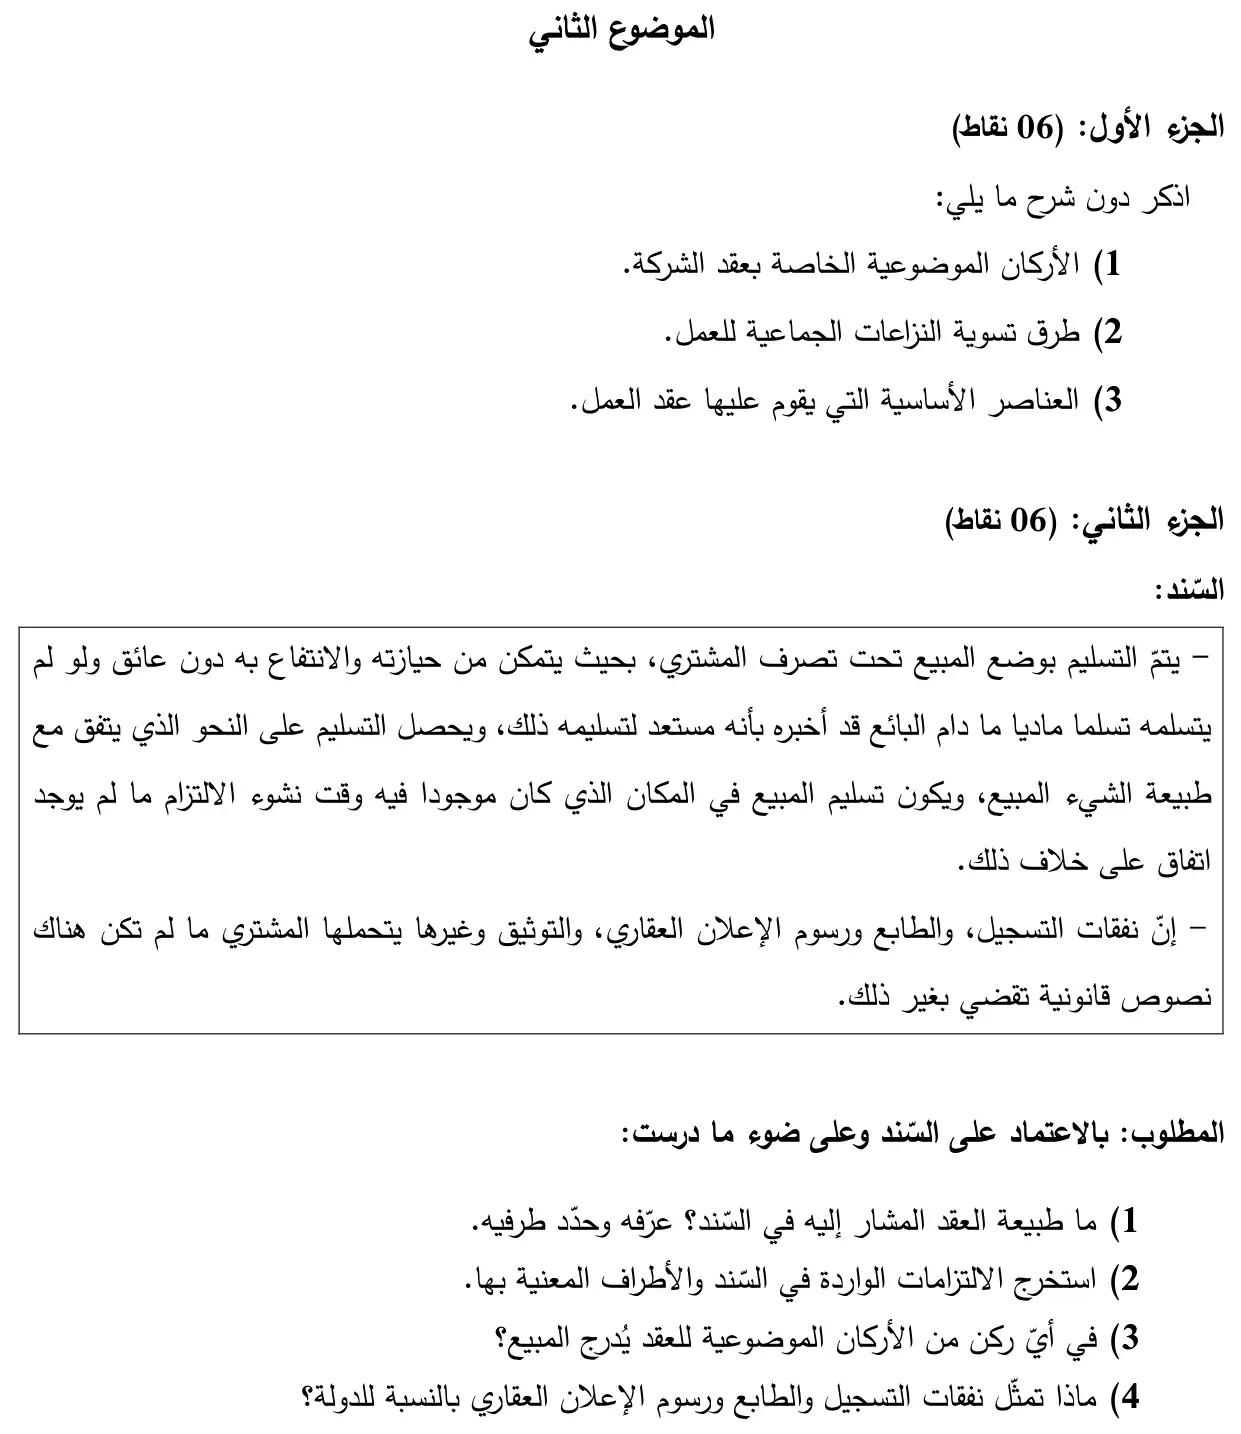 الموضوع الثاني
الجزء الأول: (06 نقاط)
اذكر دون شرح ما يلي:
1) الأركان الموضوعية الخاصة بعقد الشركة.
2) طرق تسوية النزاعات الجماعية للعمل.
3) العناصر الأساسية التي يقوم عليها عقد العمل.
الجزء الثاني: (06 نقاط)
السّند:
– يتمّ التسليم بوضع المبيع تحت تصرف المشتري، بحيث يتمكن من حيازته والانتفاع به دون عائق ولو لم
يتسلمه تسلما ماديا ما دام البائع قد أخبره بأنه مستعد لتسليمه ذلك، ويحصل التسليم على النحو الذي يتفق مع
طبيعة الشيء المبيع، ويكون تسليم المبيع في المكان الذي كان موجودا فيه وقت نشوء الالتزام ما لم يوجد
اتفاق على خلاف ذلك.
– إنّ نفقات التسجيل، والطابع ورسوم الإعلان العقاري، والتوثيق وغيرها يتحملها المشتري ما لم تكن هناك
نصوص قانونية تقضي بغير ذلك.
المطلوب: بالاعتماد على السّند وعلى ضوء ما درست:
1) ما طبيعة العقد المشار إليه في السّند؟ عرّفه وحدّد طرفيه.
2) استخرج الالتزامات الواردة في السّند والأطراف المعنية بها.
3) في أيّ ركن من الأركان الموضوعية للعقد يُدرج المبيع؟
4) ماذا تمثّل نفقات التسجيل والطابع ورسوم الإعلان العقاري بالنسبة للدولة؟